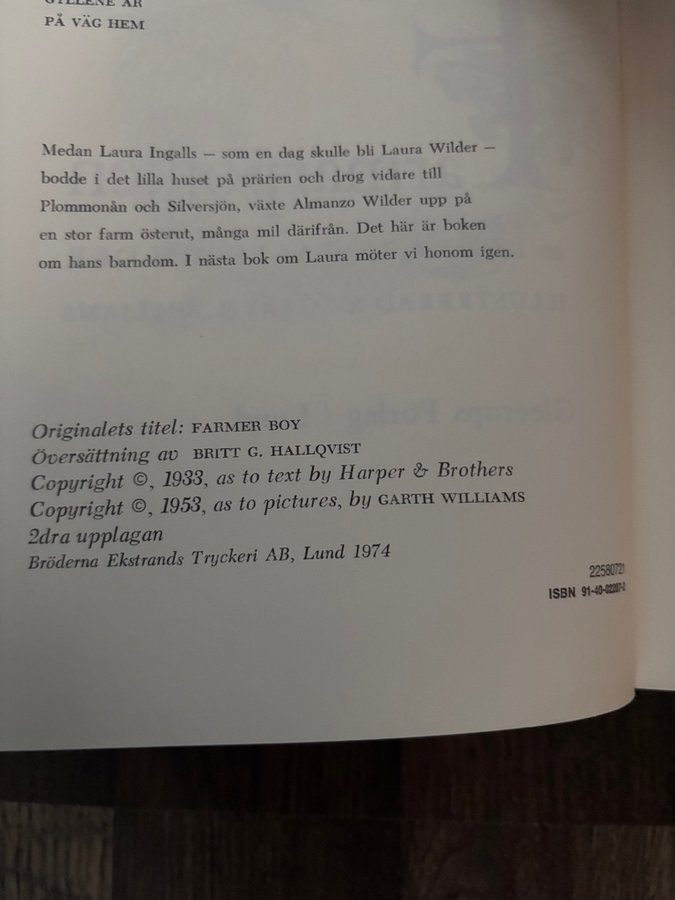 GYLLENE ÅR
PÅ VÄG HEM
Medan Laura Ingalls — som en dag skulle bli Laura Wilder —
bodde i det lilla huset på prärien och drog vidare till
Plommonån och Silversjön, växte Almanzo Wilder upp på
en stor farm österut, många mil därifrån. Det här är boken
om hans barndom. I nästa bok om Laura möter vi honom igen.
Originalets titel: FARMER BOY
Översättning av BRITT G. HALLQVIST
Copyright ©, 1933, as to text by Harper & Brothers
Copyright ©, 1953, as to pictures, by GARTH WILLIAMS
2dra upplagan
Bröderna Ekstrands Tryckeri AB, Lund 1974
22580721
ISBN